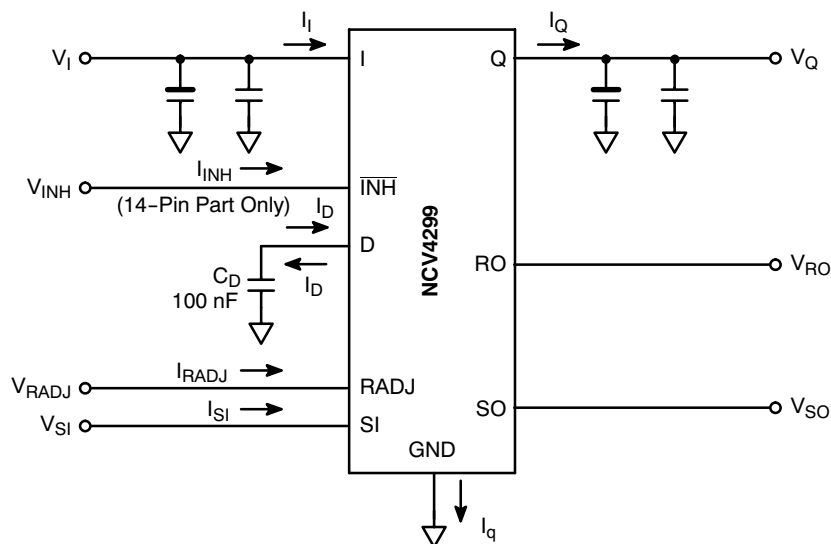 I_I
I_Q
V_I
I
Q
V_Q
I_INH
V_INH
I̅N̅H̅
(14−Pin Part Only)
I_D
D
C_D
100 nF
I_D
NCV4299
RO
V_RO
I_RADJ
V_RADJ
RADJ
I_SI
V_SI
SI
SO
V_SO
GND
I_q